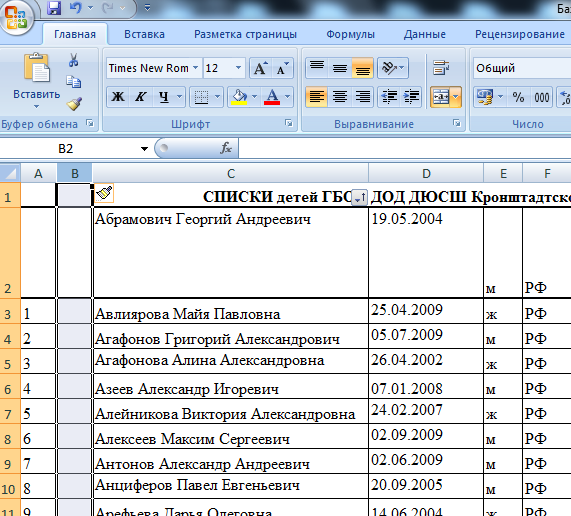 Ба
Главная Вставка Разметка страницы Формулы Данные Рецензирование
Times New Rom 12 A A Общий
Вставить Ж К Ч A % 000
Буфер обмена Шрифт Выравнивание Число
B2 fx
A B C D E F
1 СПИСКИ детей ГБО ДОД ДЮСШ Кронштадтско
2 Абрамович Георгий Андреевич 19.05.2004 м РФ
3 1 Авлиярова Майя Павловна 25.04.2009 ж РФ
4 2 Агафонов Григорий Александрович 05.07.2009 м РФ
5 3 Агафонова Алина Александровна 26.04.2002 ж РФ
6 4 Азеев Александр Игоревич 07.01.2008 м РФ
7 5 Алейникова Виктория Александровна 24.02.2007 ж РФ
8 6 Алексеев Максим Сергеевич 02.09.2009 м РФ
9 7 Антонов Александр Андреевич 02.06.2009 м РФ
10 8 Анциферов Павел Евгеньевич 20.09.2005 м РФ
11 9 Арефьева Дарья Олеговна 14.06.2004 ж РФ